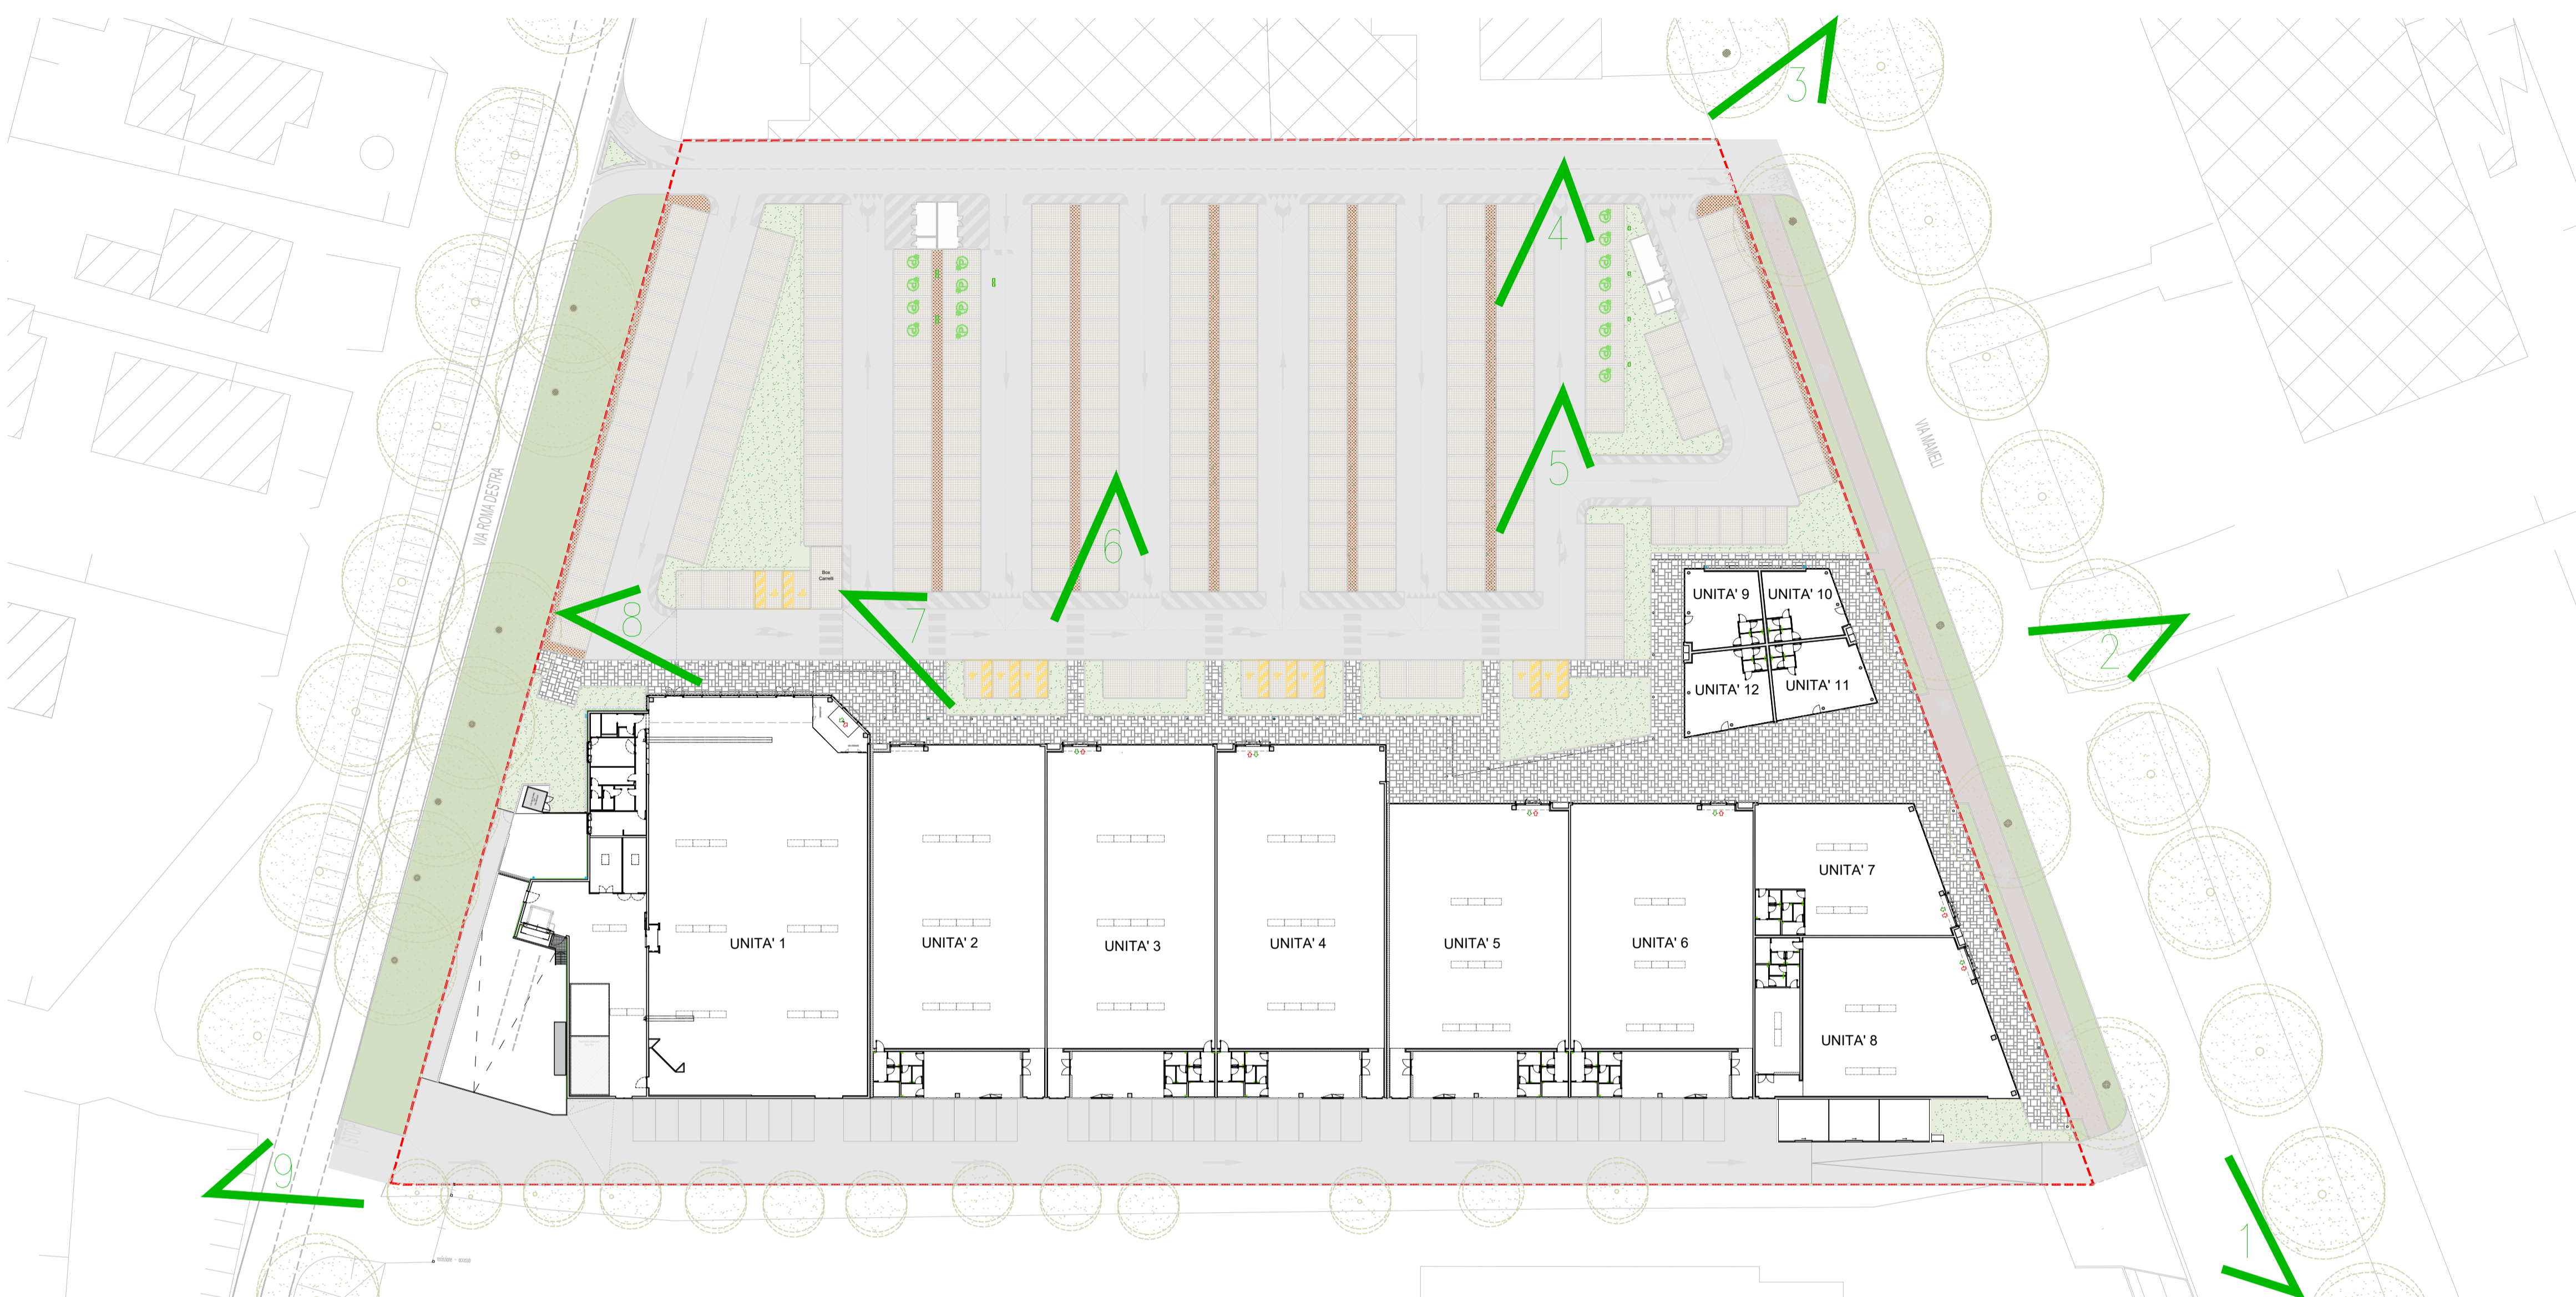 3
4
VIA ROMA DESTRA
VIA MAMELI
5
6
Box
Carrelli
UNITA' 9
UNITA' 10
8
7
2
UNITA' 12
UNITA' 11
UNITA' 7
UNITA' 1
UNITA' 2
UNITA' 3
UNITA' 4
UNITA' 5
UNITA' 6
UNITA' 8
9
1